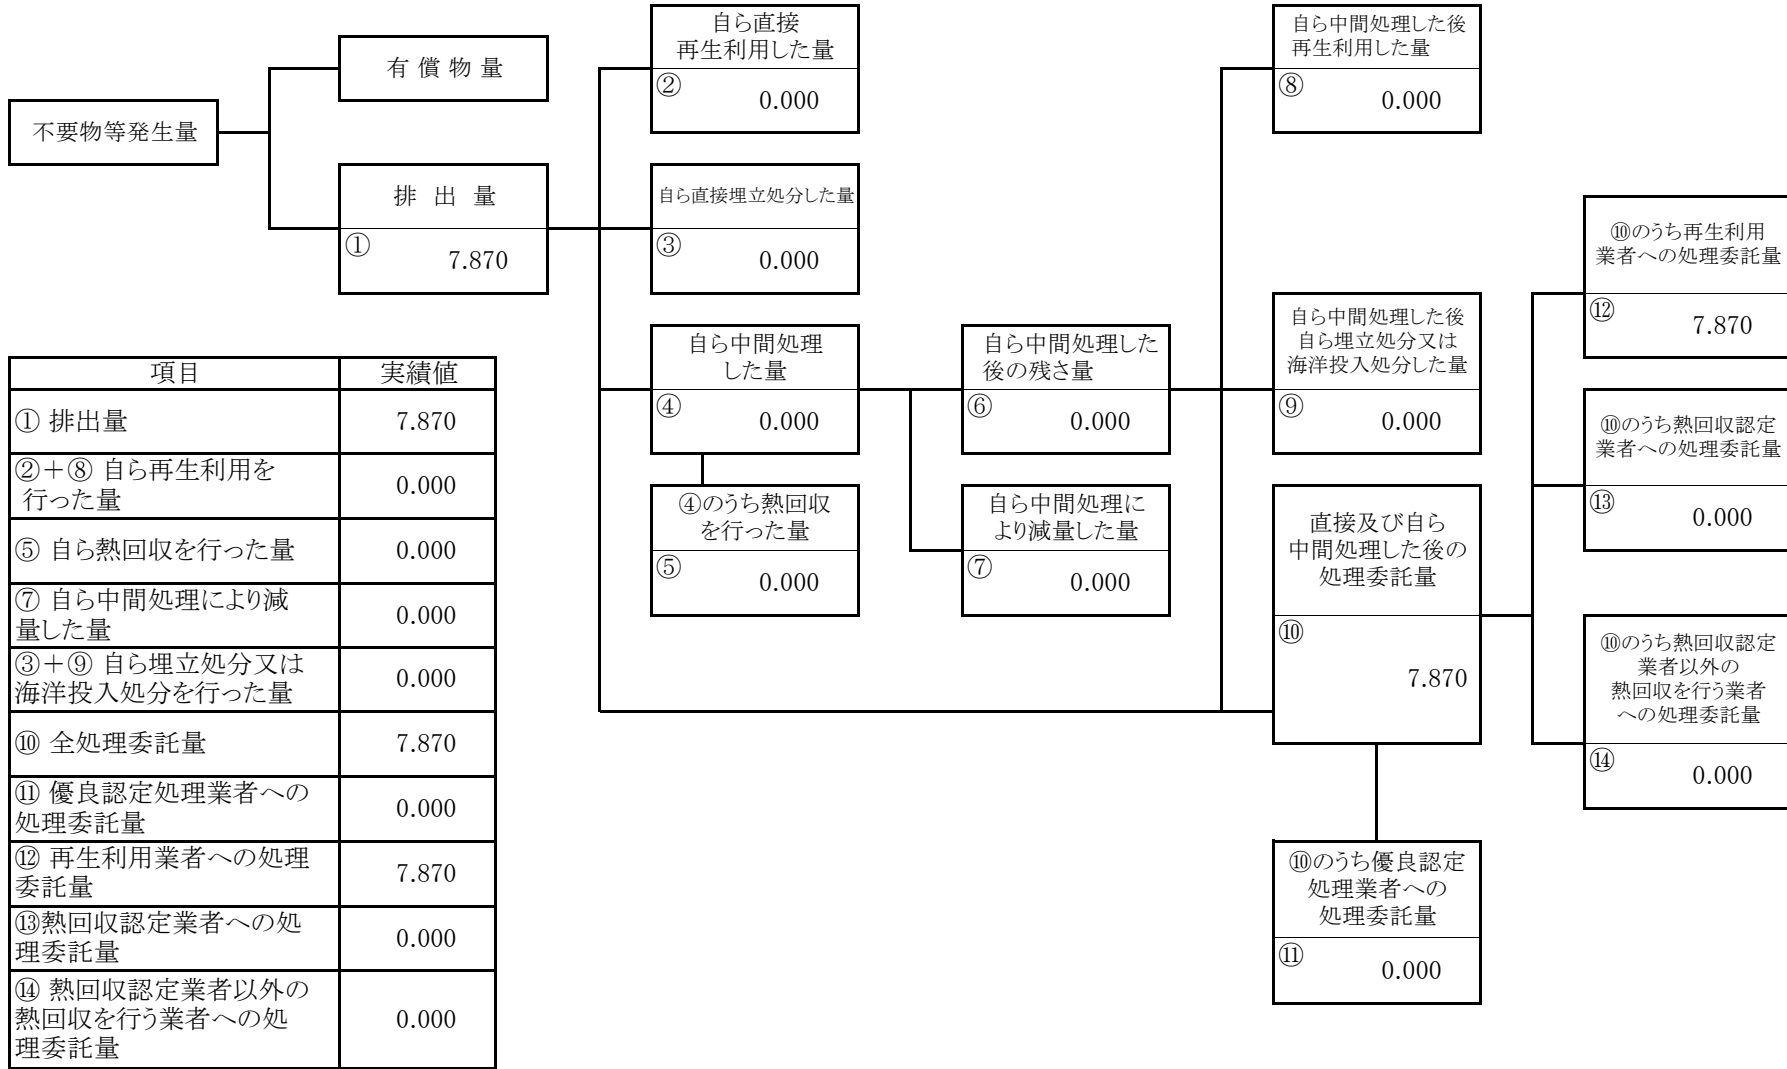 不要物等発生量
有 償 物 量
排 出 量
①
7.870
自ら直接
再生利用した量
②
0.000
自ら直接埋立処分した量
③
0.000
自ら中間処理
した量
④
0.000
④のうち熱回収
を行った量
⑤
0.000
自ら中間処理した
後の残さ量
⑥
0.000
自ら中間処理に
より減量した量
⑦
0.000
自ら中間処理した後
再生利用した量
⑧
0.000
自ら中間処理した後
自ら埋立処分又は
海洋投入処分した量
⑨
0.000
直接及び自ら
中間処理した後の
処理委託量
⑩
7.870
⑩のうち優良認定
処理業者への
処理委託量
⑪
0.000
⑩のうち再生利用
業者への処理委託量
⑫
7.870
⑩のうち熱回収認定
業者への処理委託量
⑬
0.000
⑩のうち熱回収認定
業者以外の
熱回収を行う業者
への処理委託量
⑭
0.000
項目 実績値
① 排出量 7.870
②＋⑧ 自ら再生利用を
行った量
0.000
⑤ 自ら熱回収を行った量 0.000
⑦ 自ら中間処理により減
量した量
0.000
③＋⑨ 自ら埋立処分又は
海洋投入処分を行った量
0.000
⑩ 全処理委託量 7.870
⑪ 優良認定処理業者への
処理委託量
0.000
⑫ 再生利用業者への処理
委託量
7.870
⑬熱回収認定業者への処
理委託量
0.000
⑭ 熱回収認定業者以外の
熱回収を行う業者への処
理委託量
0.000